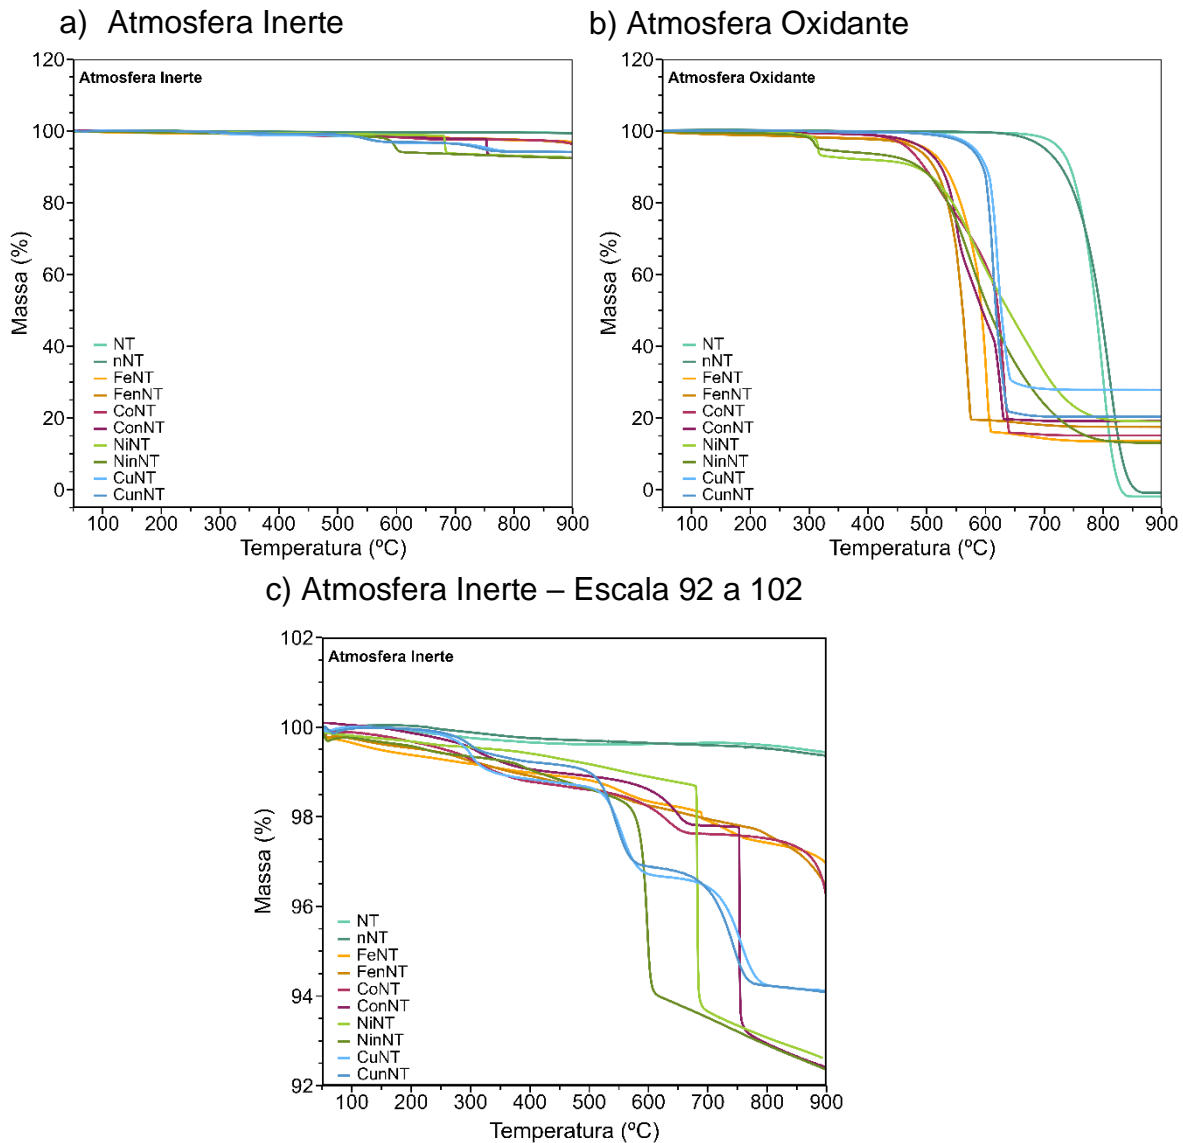 a) Atmosfera Inerte
120
100
80
60
40
20
0
Massa (%)
Atmosfera Inerte
NT
nNT
FeNT
FenNT
CoNT
ConNT
NiNT
NinNT
CuNT
CunNT
100 200 300 400 500 600 700 800 900
Temperatura (ºC)
b) Atmosfera Oxidante
120
100
80
60
40
20
0
Massa (%)
Atmosfera Oxidante
NT
nNT
FeNT
FenNT
CoNT
ConNT
NiNT
NinNT
CuNT
CunNT
100 200 300 400 500 600 700 800 900
Temperatura (ºC)
c) Atmosfera Inerte – Escala 92 a 102
102
100
98
96
94
92
Massa (%)
Atmosfera Inerte
NT
nNT
FeNT
FenNT
CoNT
ConNT
NiNT
NinNT
CuNT
CunNT
100 200 300 400 500 600 700 800 900
Temperatura (ºC)